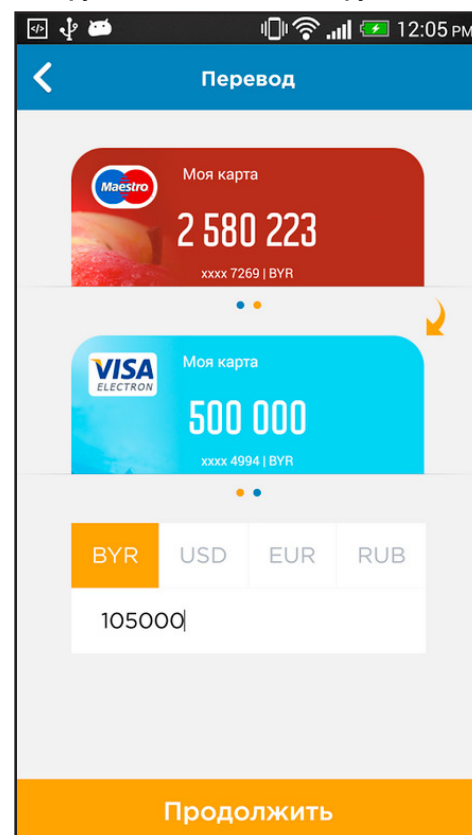 12:05 PM
Перевод
Maestro
Моя карта
2 580 223
xxxx 7269 | BYR
VISA
ELECTRON
Моя карта
500 000
xxxx 4994 | BYR
BYR USD EUR RUB
105000
Продолжить